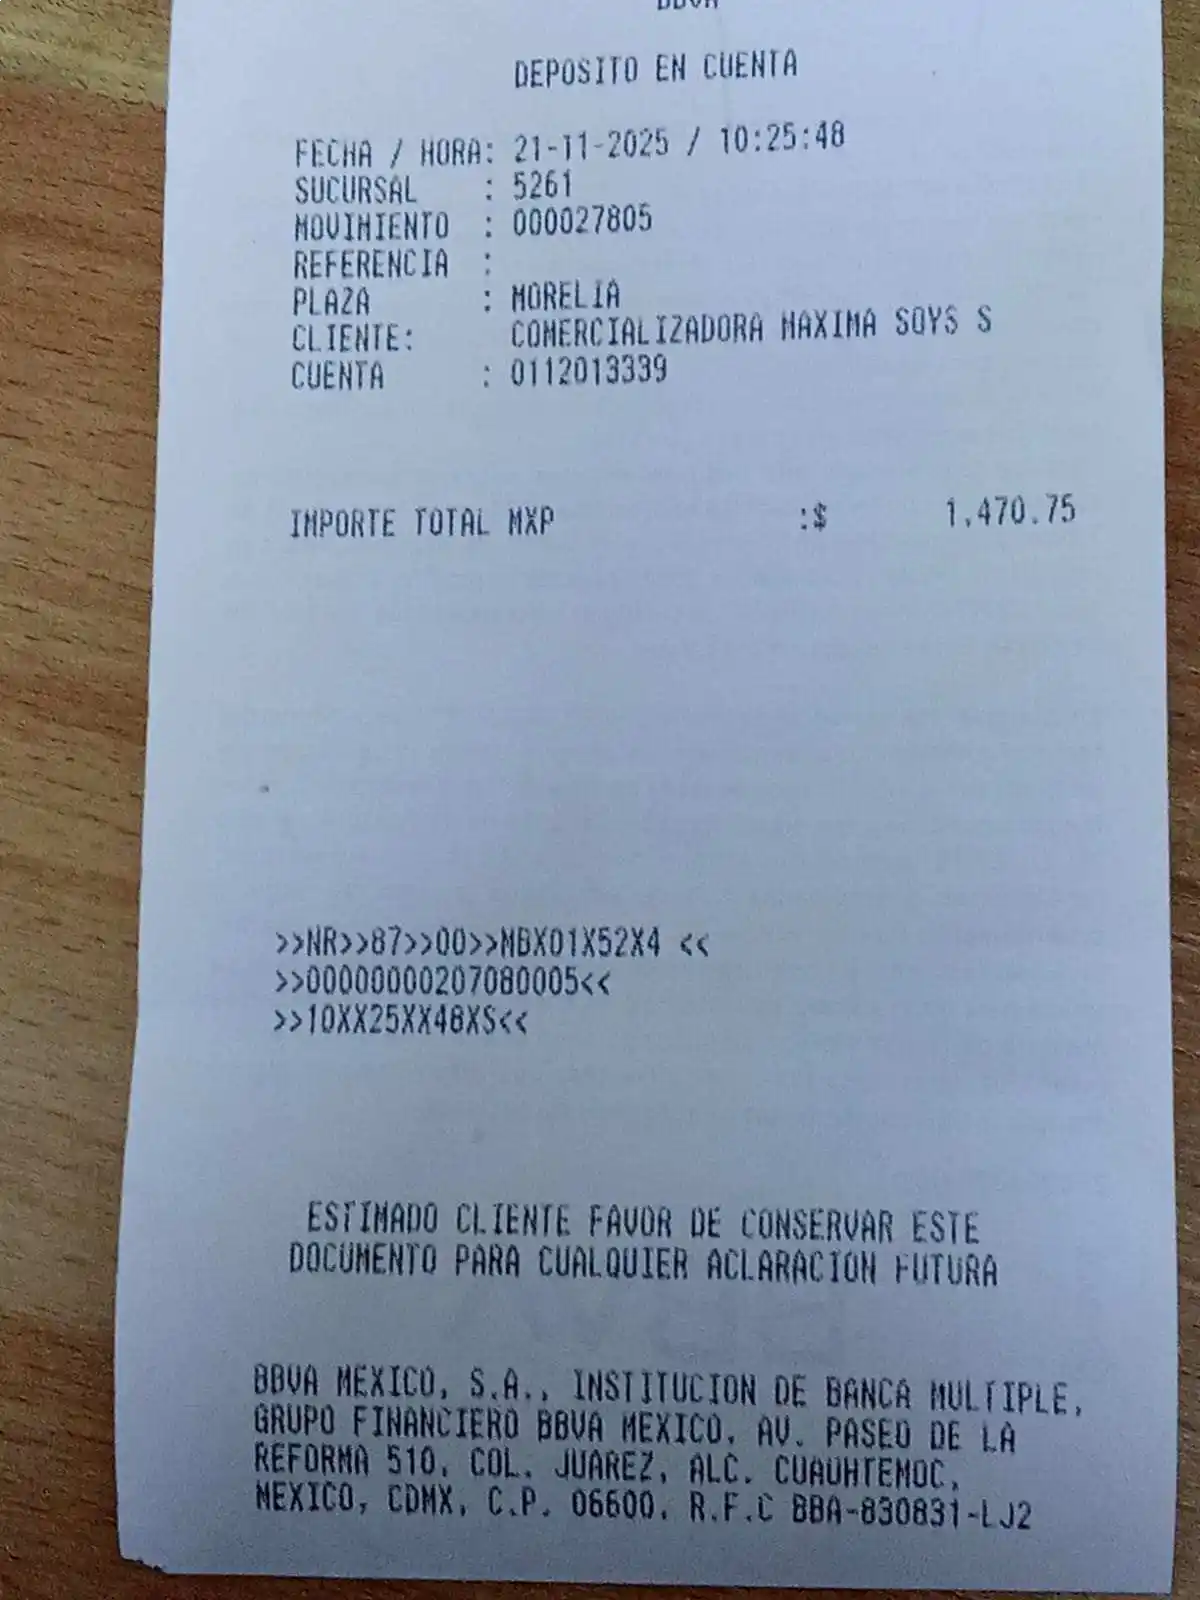 BBVA
DEPOSITO EN CUENTA
FECHA / HORA: 21-11-2025 / 10:25:48
SUCURSAL : 5261
MOVIMIENTO : 000027805
REFERENCIA :
PLAZA : MORELIA
CLIENTE: COMERCIALIZADORA MAXIMA SQYS S
CUENTA : 0112013339
IMPORTE TOTAL MXP :$ 1,470.75
>>NR>>87>>00>>MBX01X52X4 <<
>>00000000207080005<<
>>10XX25XX48XS<<
ESTIMADO CLIENTE FAVOR DE CONSERVAR ESTE
DOCUMENTO PARA CUALQUIER ACLARACION FUTURA
BBVA MEXICO, S.A., INSTITUCION DE BANCA MULTIPLE,
GRUPO FINANCIERO BBVA MEXICO, AV. PASEO DE LA
REFORMA 510, COL. JUAREZ, ALC. CUAUHTEMOC,
MEXICO, CDMX, C.P. 06600, R.F.C BBA-830831-LJ2